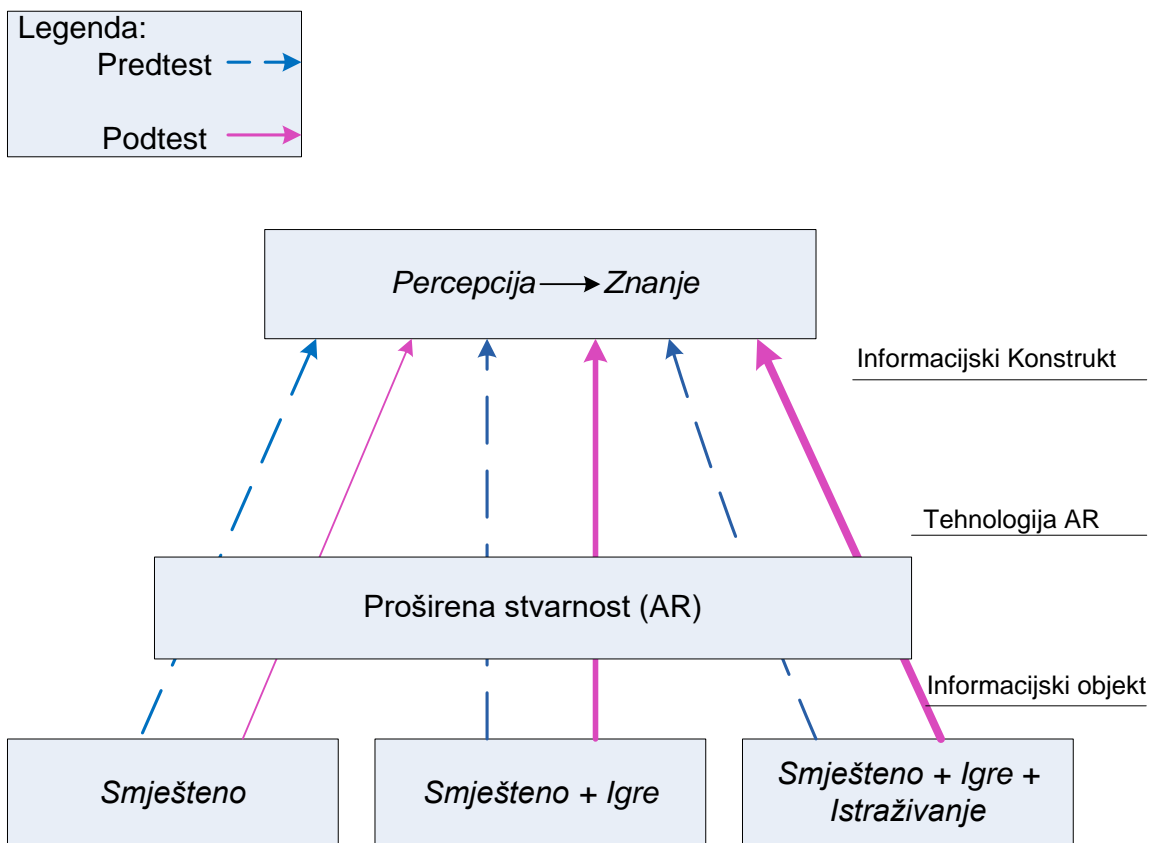 Legenda:
Predtest
Podtest
Percepcija Znanje
Informacijski Konstrukt
Tehnologija AR
Proširena stvarnost (AR)
Informacijski objekt
Smješteno
Smješteno + Igre
Smješteno + Igre +
Istraživanje